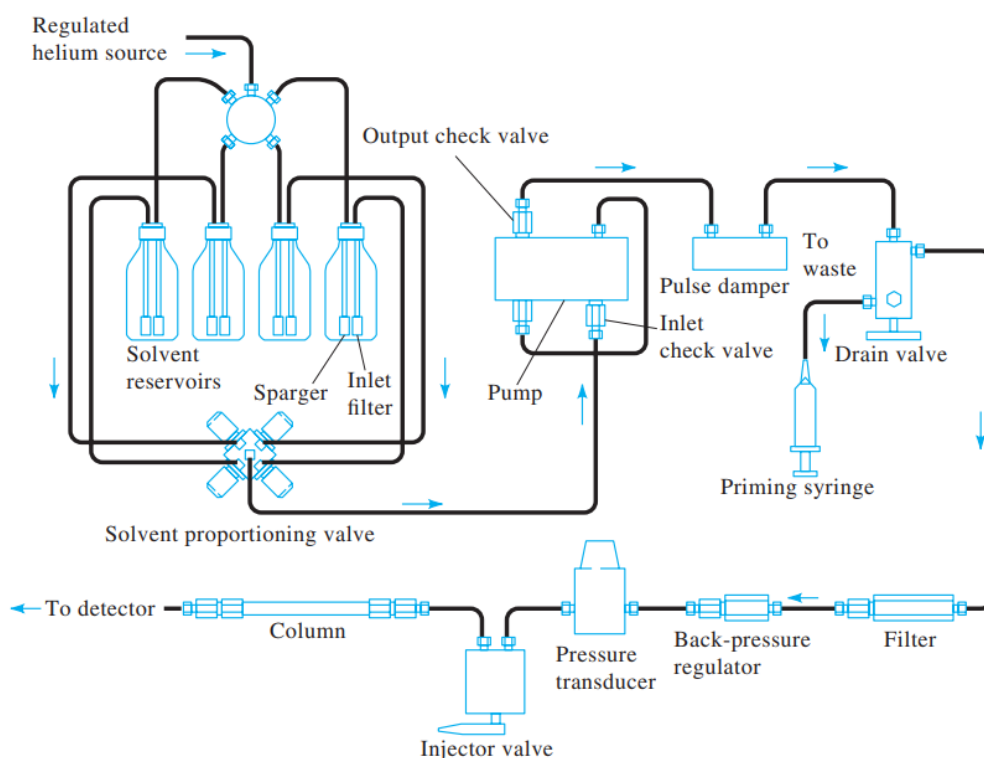 Regulated
helium source
Output check valve
To
waste
Pulse damper
Solvent
reservoirs
Sparger
Inlet
filter
Pump
Inlet
check valve
Drain valve
Priming syringe
Solvent proportioning valve
To detector
Column
Injector valve
Pressure
transducer
Back-pressure
regulator
Filter